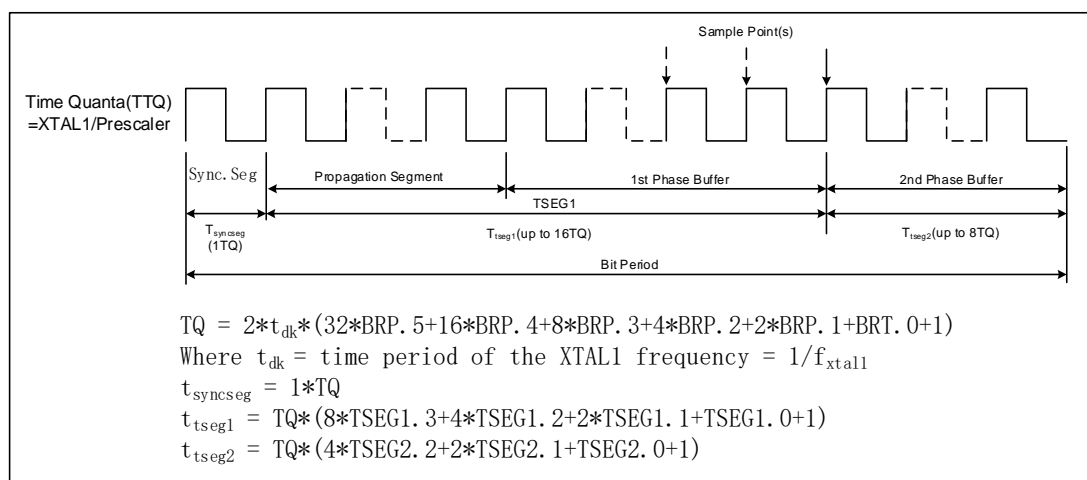 Sample Point(s)
Time Quanta(TTQ)
=XTAL1/Prescaler
Sync.Seg
Propagation Segment
1st Phase Buffer
2nd Phase Buffer
TSEG1
Tsyncseg
(1TQ)
Ttseg1(up to 16TQ)
Ttseg2(up to 8TQ)
Bit Period
TQ = 2*tdk*(32*BRP.5+16*BRP.4+8*BRP.3+4*BRP.2+2*BRP.1+BRT.0+1)
Where tdk = time period of the XTAL1 frequency = 1/fxtal1
tsyncseg = 1*TQ
ttseg1 = TQ*(8*TSEG1.3+4*TSEG1.2+2*TSEG1.1+TSEG1.0+1)
ttseg2 = TQ*(4*TSEG2.2+2*TSEG2.1+TSEG2.0+1)